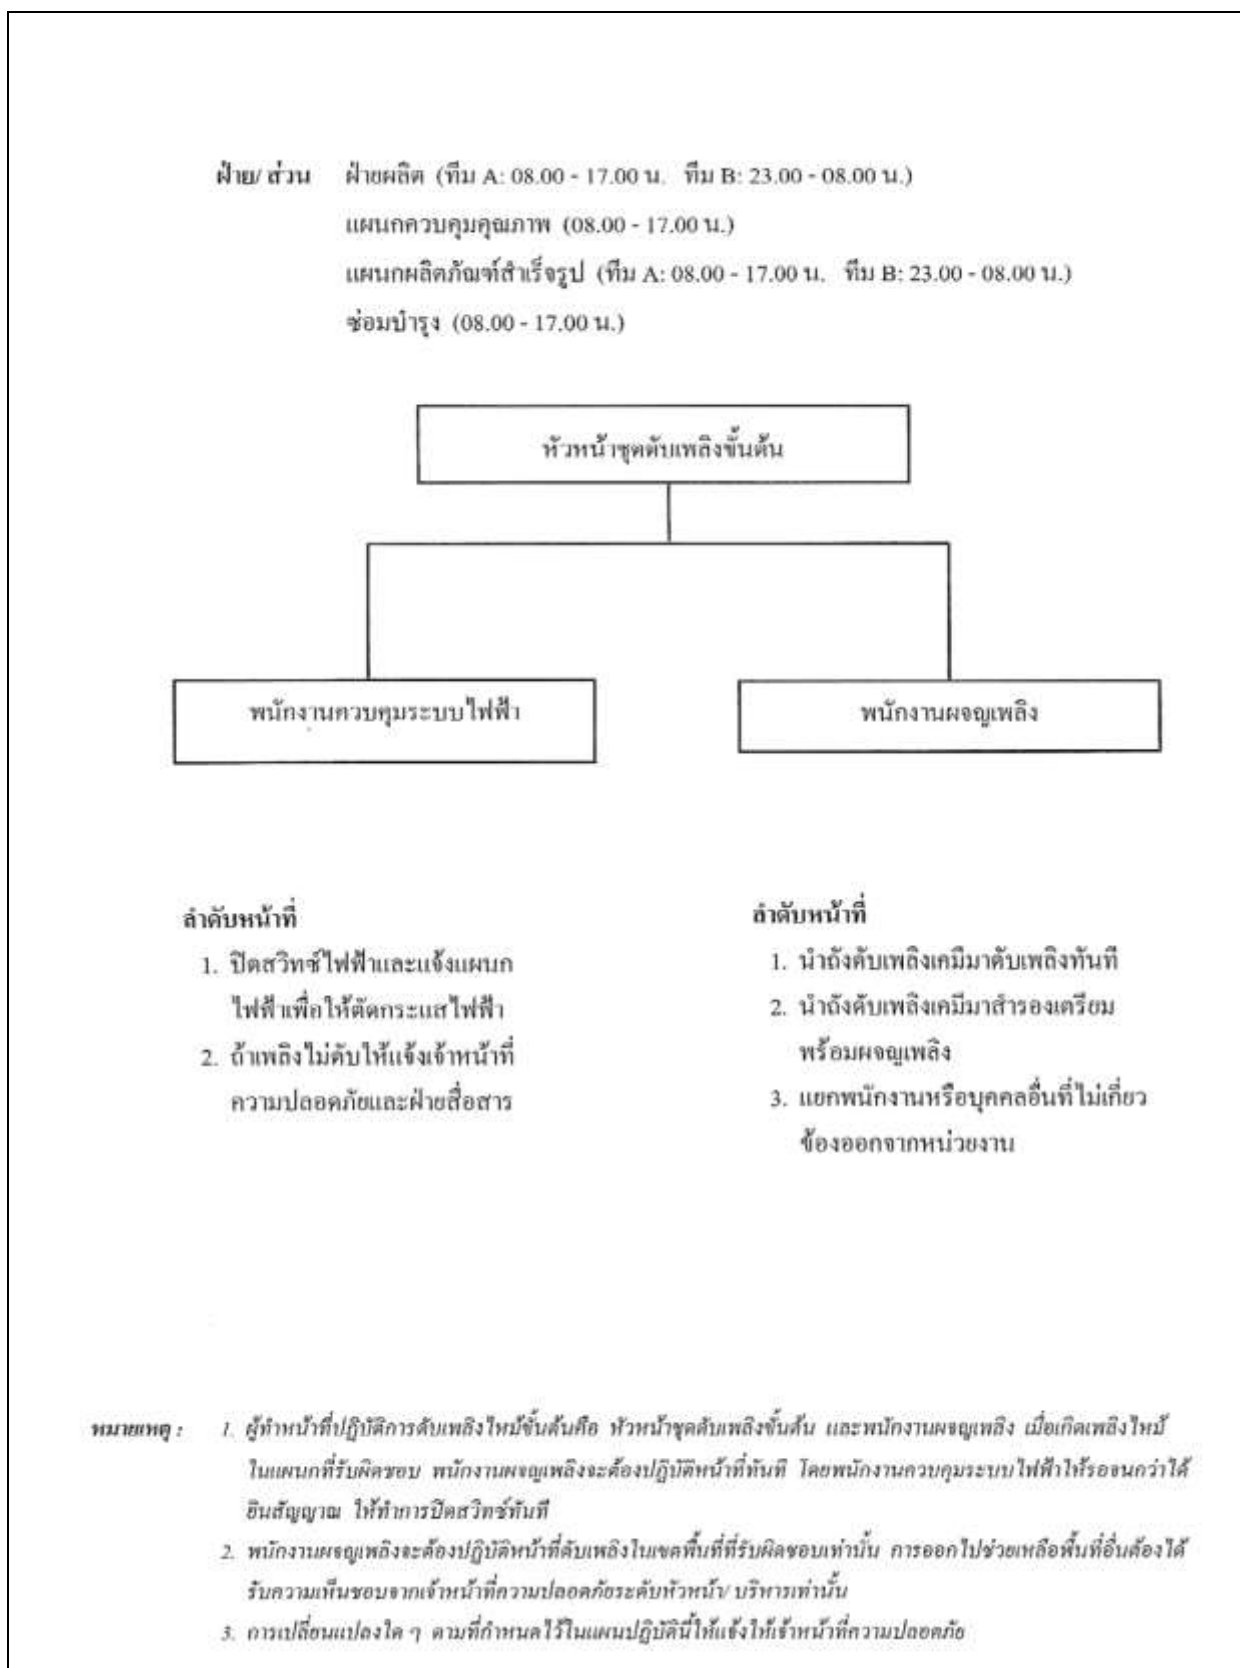 ฝ่าย/ ส่วน ฝ่ายผลิต (ทีม A: 08.00 - 17.00 น. ทีม B: 23.00 - 08.00 น.)
แผนกควบคุมคุณภาพ (08.00 - 17.00 น.)
แผนกผลิตภัณฑ์สำเร็จรูป (ทีม A: 08.00 - 17.00 น. ทีม B: 23.00 - 08.00 น.)
ซ่อมบำรุง (08.00 - 17.00 น.)
หัวหน้าชุดดับเพลิงขั้นต้น
พนักงานควบคุมระบบไฟฟ้า
พนักงานผจญเพลิง
ลำดับหน้าที่
1. ปิดสวิทช์ไฟฟ้าและแจ้งแผนก
ไฟฟ้าเพื่อให้ตัดกระแสไฟฟ้า
2. ถ้าเพลิงไม่ดับให้แจ้งเจ้าหน้าที่
ความปลอดภัยและฝ่ายสื่อสาร
ลำดับหน้าที่
1. นำถังดับเพลิงเคมีมาดับเพลิงทันที
2. นำถังดับเพลิงเคมีมาสำรองเตรียม
พร้อมผจญเพลิง
3. แยกพนักงานหรือบุคคลอื่นที่ไม่เกี่ยว
ข้องออกจากหน่วยงาน
หมายเหตุ : 1. ผู้ทำหน้าที่ปฏิบัติการดับเพลิงไหม้ขั้นต้นคือ หัวหน้าชุดดับเพลิงขั้นต้น และพนักงานผจญเพลิง เมื่อเกิดเพลิงไหม้
ในแผนกที่รับผิดชอบ พนักงานผจญเพลิงจะต้องปฏิบัติหน้าที่ทันที โดยพนักงานควบคุมระบบไฟฟ้าให้รอจนกว่าได้
ยินสัญญาณ ให้ทำการปิดสวิทช์ทันที
2. พนักงานผจญเพลิงจะต้องปฏิบัติหน้าที่ดับเพลิงในเขตพื้นที่ที่รับผิดชอบเท่านั้น การออกไปช่วยเหลือพื้นที่อื่นต้องได้
รับความเห็นชอบจากเจ้าหน้าที่ความปลอดภัยระดับหัวหน้า/ บริหารเท่านั้น
3. การเปลี่ยนแปลงใด ๆ ตามที่กำหนดไว้ในแผนปฏิบัตินี้ให้แจ้งให้เจ้าหน้าที่ความปลอดภัย